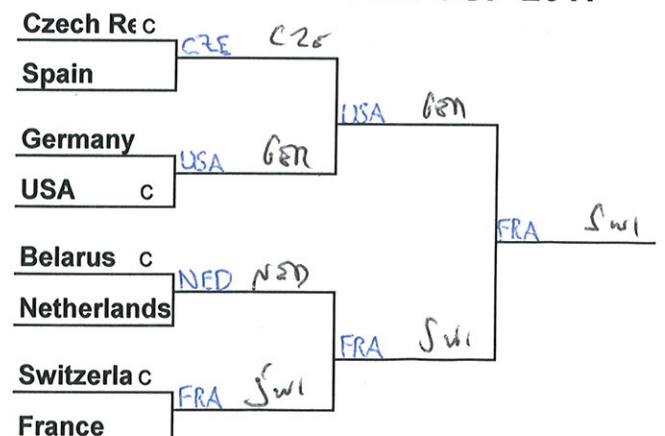 Czech Re c
CZE CZE
Spain
USA GER
Germany
USA GER
USA c
FRA SWI
Belarus c
NED NED
Netherlands
FRA SWI
Switzerla c
FRA SWI
France